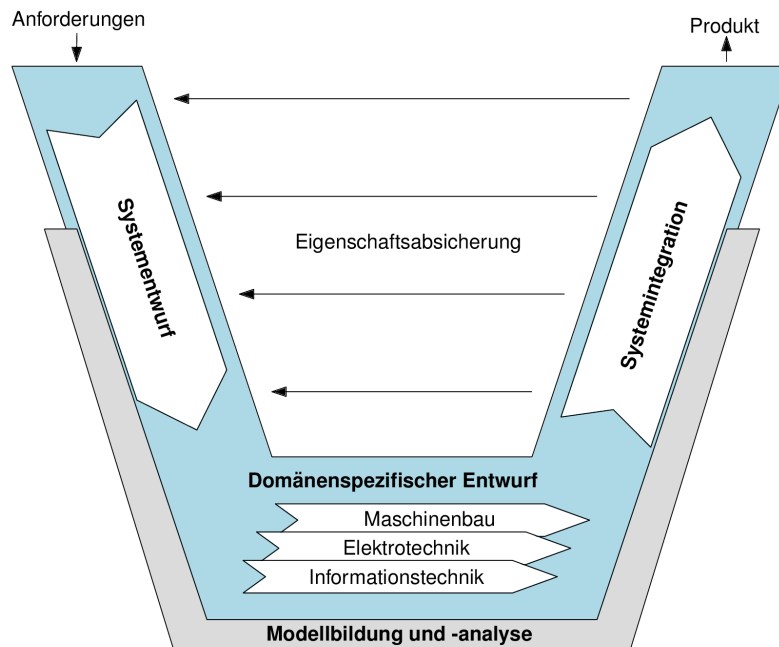 Anforderungen
Produkt
Systementwurf
Eigenschaftsabsicherung
Systemintegration
Domänenspezifischer Entwurf
Maschinenbau
Elektrotechnik
Informationstechnik
Modellbildung und -analyse